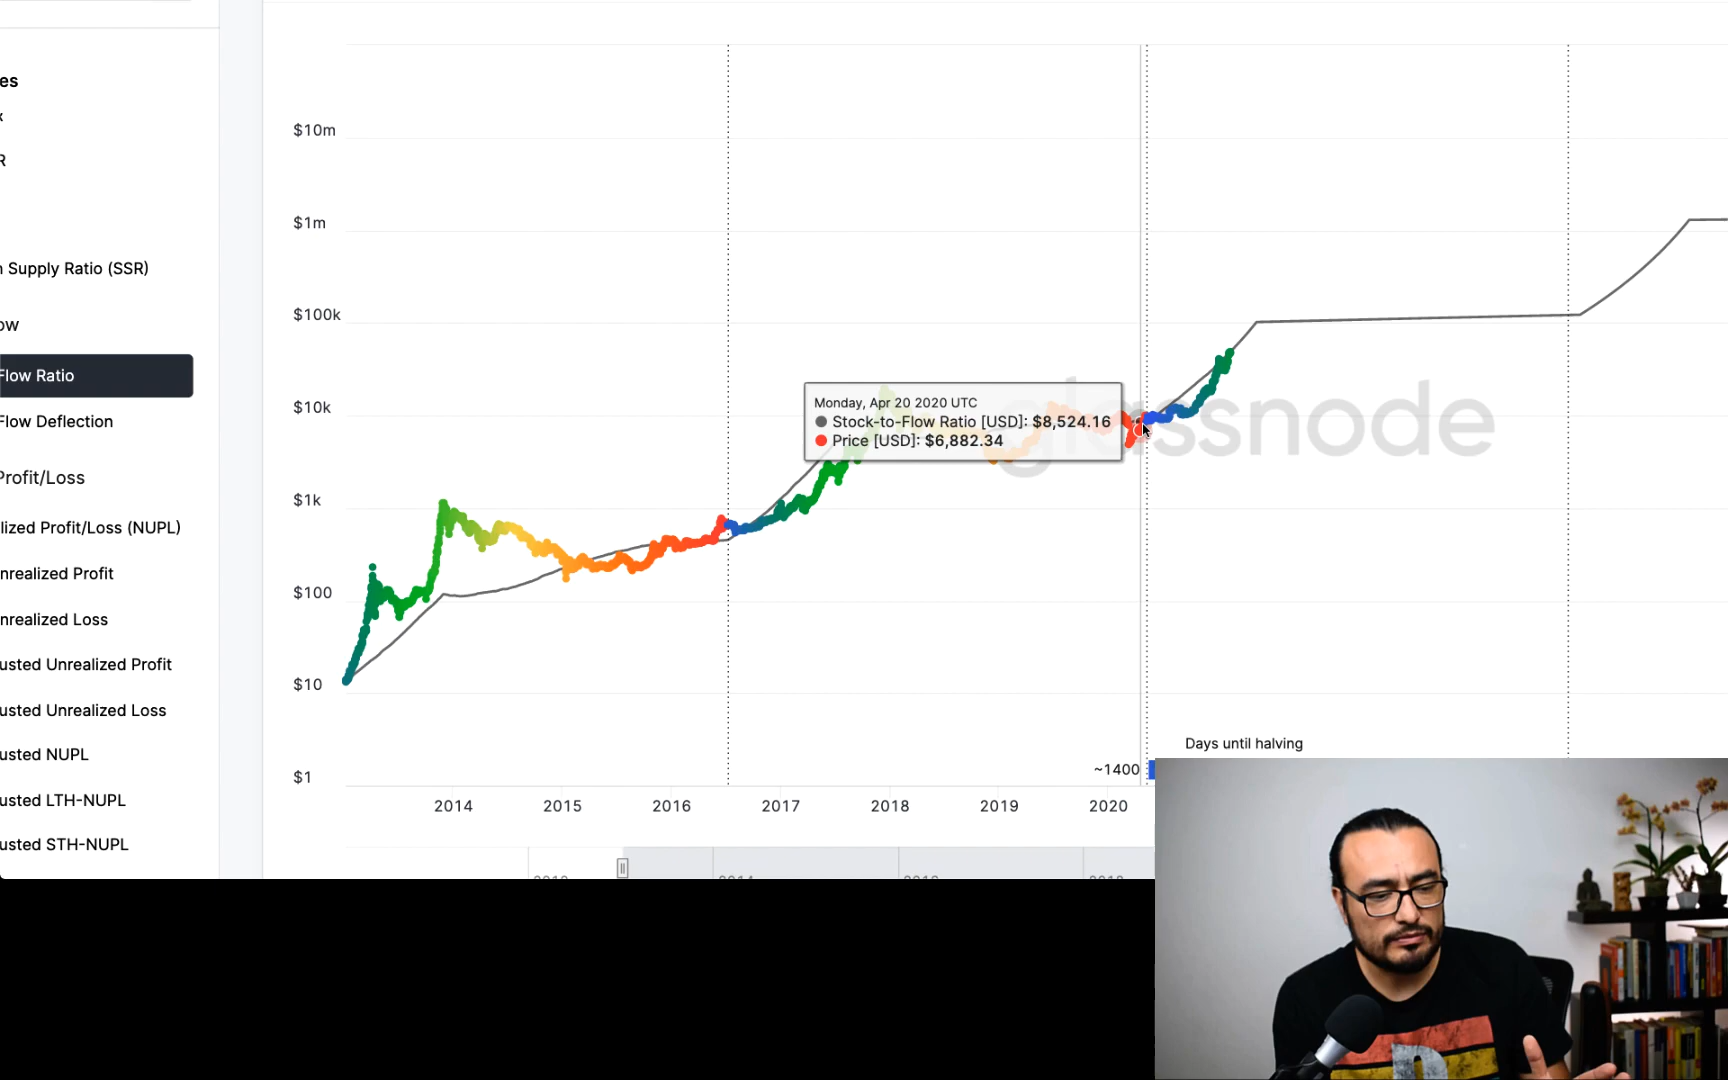 es
x
R
n Supply Ratio (SSR)
ow
Flow Ratio
Flow Deflection
Profit/Loss
lized Profit/Loss (NUPL)
nrealized Profit
nrealized Loss
usted Unrealized Profit
usted Unrealized Loss
usted NUPL
usted LTH-NUPL
usted STH-NUPL
$10m
$1m
$100k
$10k
$1k
$100
$10
$1
glassnode
Monday, Apr 20 2020 UTC
Stock-to-Flow Ratio [USD]: $8,524.16
Price [USD]: $6,882.34
Days until halving
~1400
2014
2015
2016
2017
2018
2019
2020